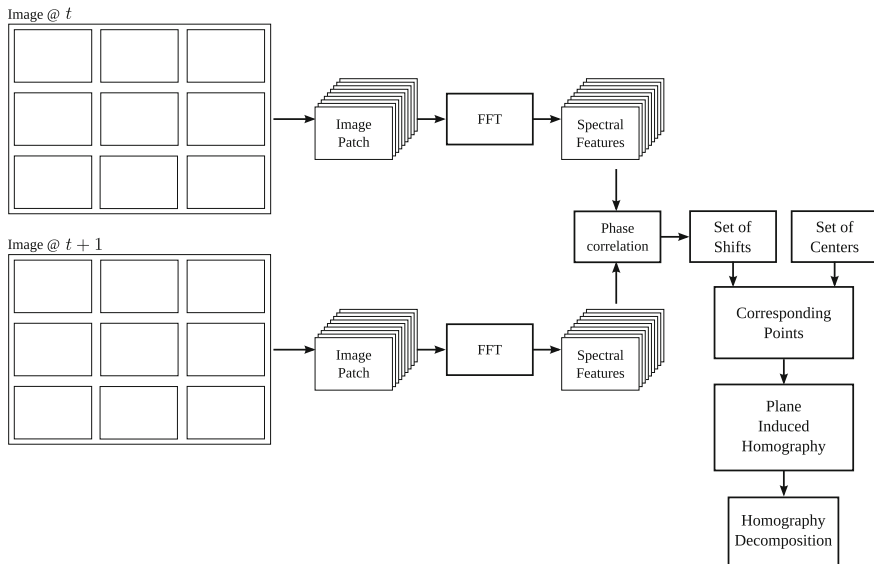 Image @ t
Image
Patch
FFT
Spectral
Features
Phase
correlation
Set of
Shifts
Set of
Centers
Image @ t + 1
Image
Patch
FFT
Spectral
Features
Corresponding
Points
Plane
Induced
Homography
Homography
Decomposition